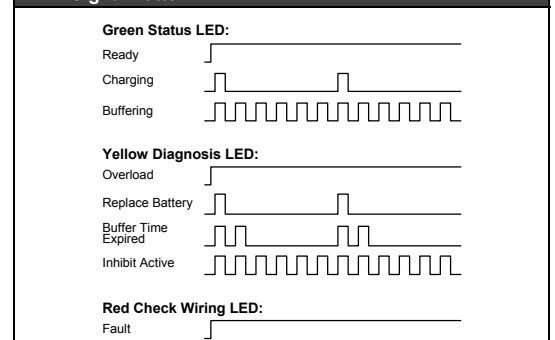 Green Status LED:
Ready
Charging
Buffering
Yellow Diagnosis LED:
Overload
Replace Battery
Buffer Time
Expired
Inhibit Active
Red Check Wiring LED:
Fault